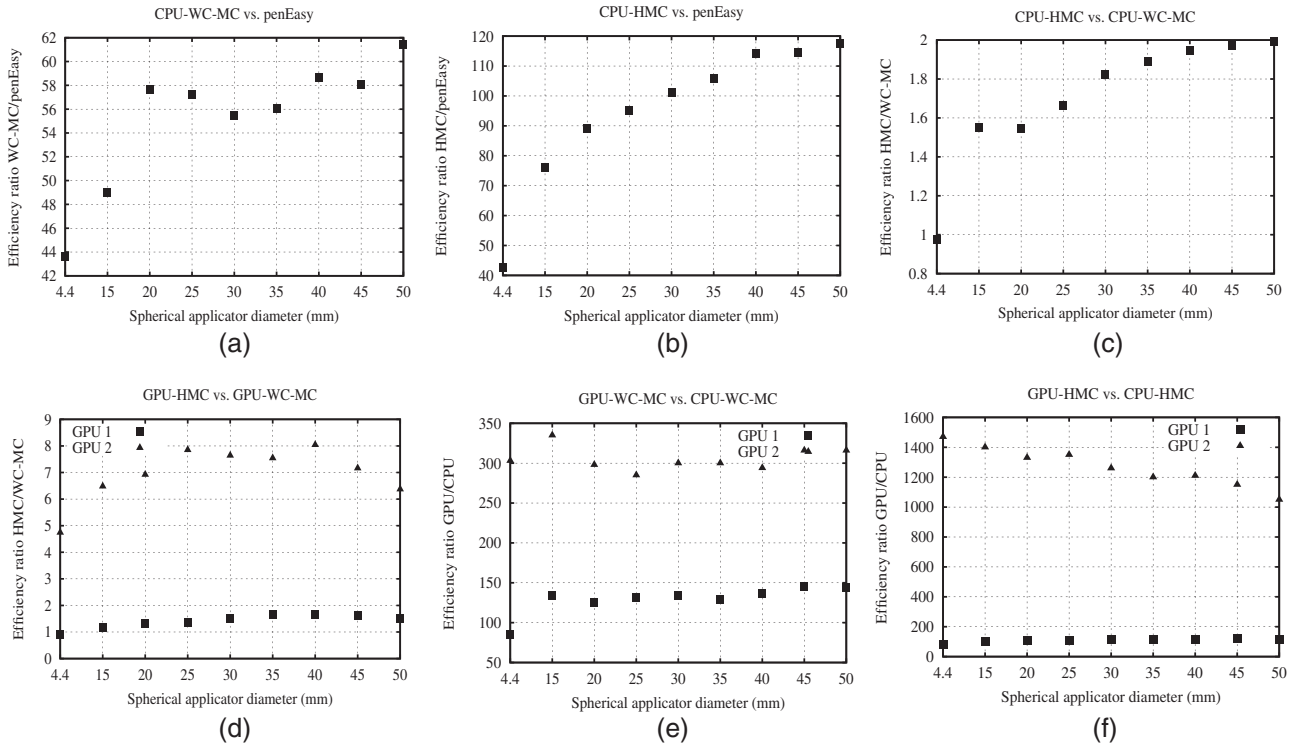 CPU-WC-MC vs. penEasy
Efficiency ratio WC-MC/penEasy
62
60
58
56
54
52
50
48
46
44
42
4.4 15 20 25 30 35 40 45 50
Spherical applicator diameter (mm)
(a)
CPU-HMC vs. penEasy
Efficiency ratio HMC/penEasy
120
110
100
90
80
70
60
50
40
4.4 15 20 25 30 35 40 45 50
Spherical applicator diameter (mm)
(b)
CPU-HMC vs. CPU-WC-MC
Efficiency ratio HMC/WC-MC
2
1.8
1.6
1.4
1.2
1
0.8
4.4 15 20 25 30 35 40 45 50
Spherical applicator diameter (mm)
(c)
GPU-HMC vs. GPU-WC-MC
Efficiency ratio HMC/WC-MC
GPU 1
GPU 2
9
8
7
6
5
4
3
2
1
0
4.4 15 20 25 30 35 40 45 50
Spherical applicator diameter (mm)
(d)
GPU-WC-MC vs. CPU-WC-MC
Efficiency ratio GPU/CPU
GPU 1
GPU 2
350
300
250
200
150
100
50
4.4 15 20 25 30 35 40 45 50
Spherical applicator diameter (mm)
(e)
GPU-HMC vs. CPU-HMC
Efficiency ratio GPU/CPU
GPU 1
GPU 2
1600
1400
1200
1000
800
600
400
200
0
4.4 15 20 25 30 35 40 45 50
Spherical applicator diameter (mm)
(f)